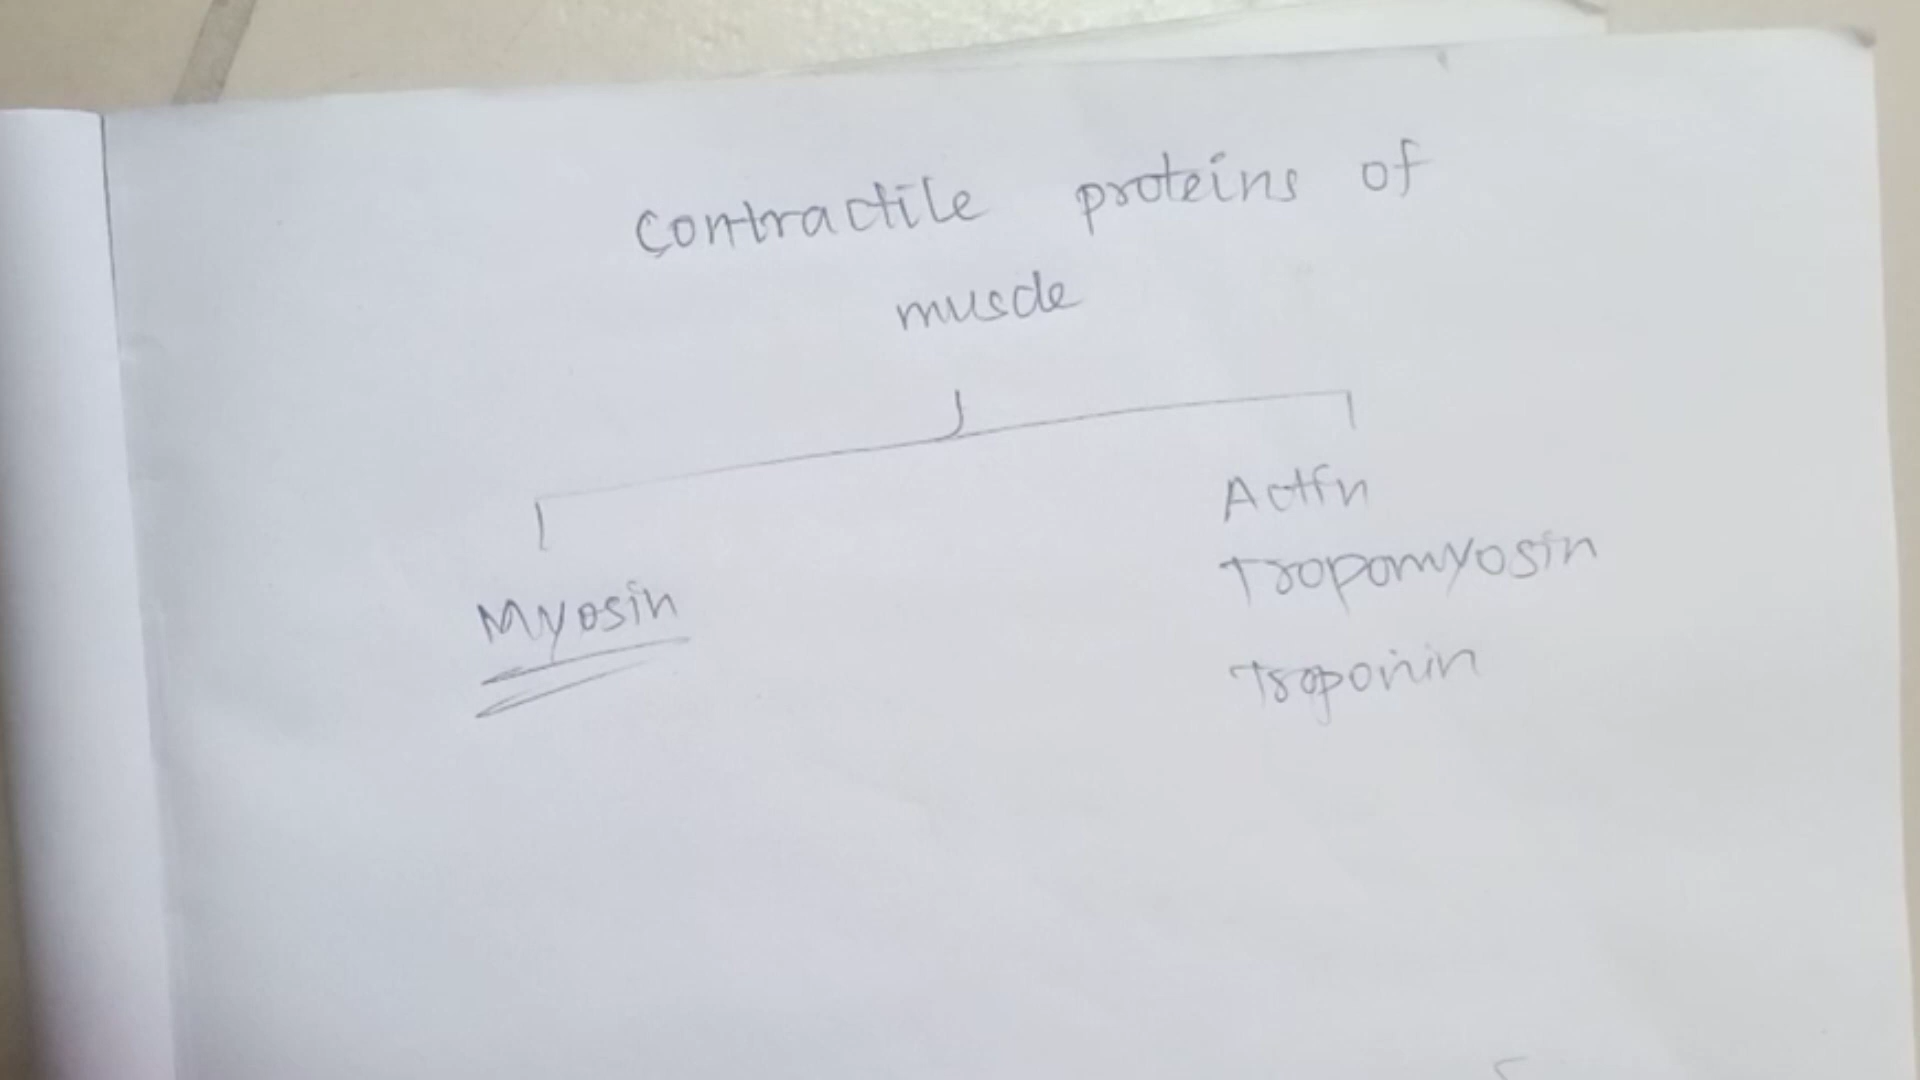 Contractile proteins of
muscle
Myosin
Actin
Tropomyosin
Troponin